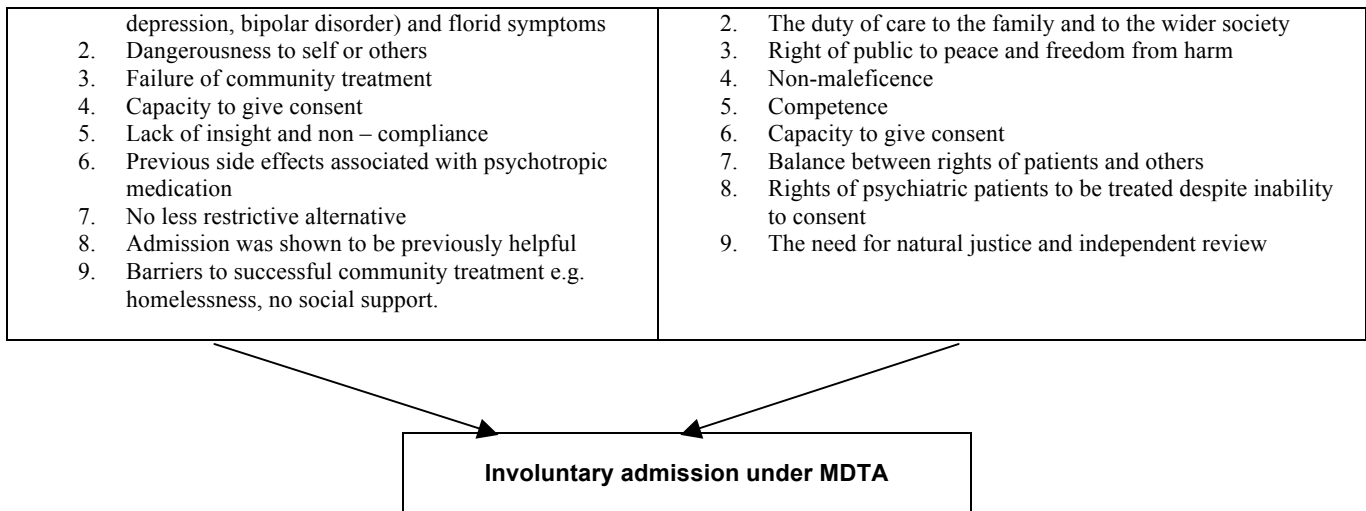 depression, bipolar disorder) and florid symptoms
2. Dangerousness to self or others
3. Failure of community treatment
4. Capacity to give consent
5. Lack of insight and non – compliance
6. Previous side effects associated with psychotropic
medication
7. No less restrictive alternative
8. Admission was shown to be previously helpful
9. Barriers to successful community treatment e.g.
homelessness, no social support.
2. The duty of care to the family and to the wider society
3. Right of public to peace and freedom from harm
4. Non-maleficence
5. Competence
6. Capacity to give consent
7. Balance between rights of patients and others
8. Rights of psychiatric patients to be treated despite inability
to consent
9. The need for natural justice and independent review
Involuntary admission under MDTA